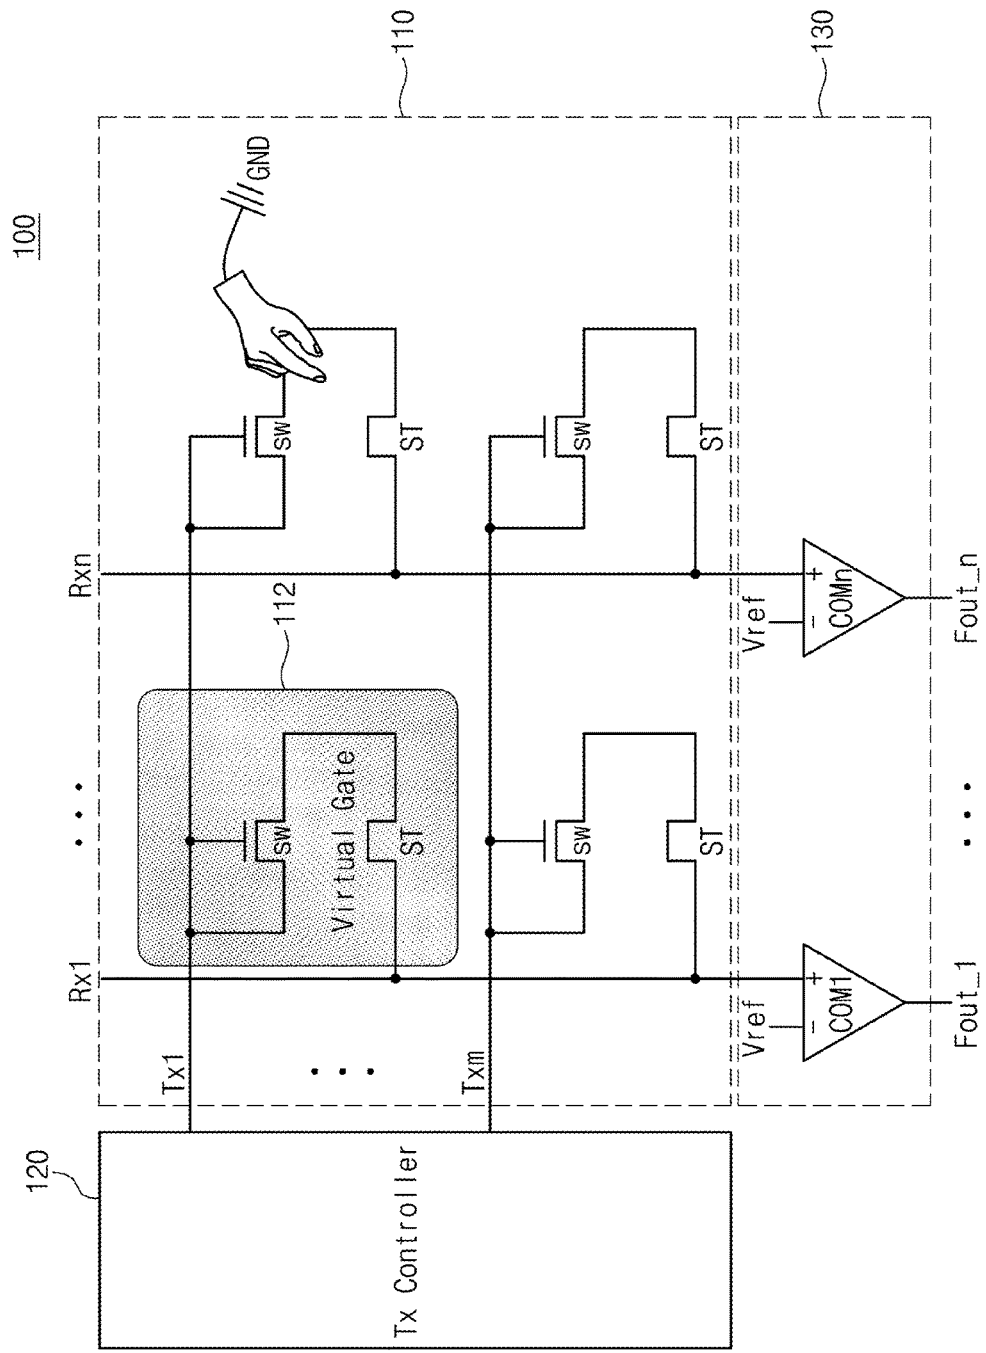 100
110
130
120
GND
Rx1
Rxn
112
Tx1
SW
Virtual Gate
ST
SW
ST
Txm
SW
ST
SW
ST
Tx Controller
Vref
- +
COM1
Vref
- +
COMn
Fout_1
Fout_n